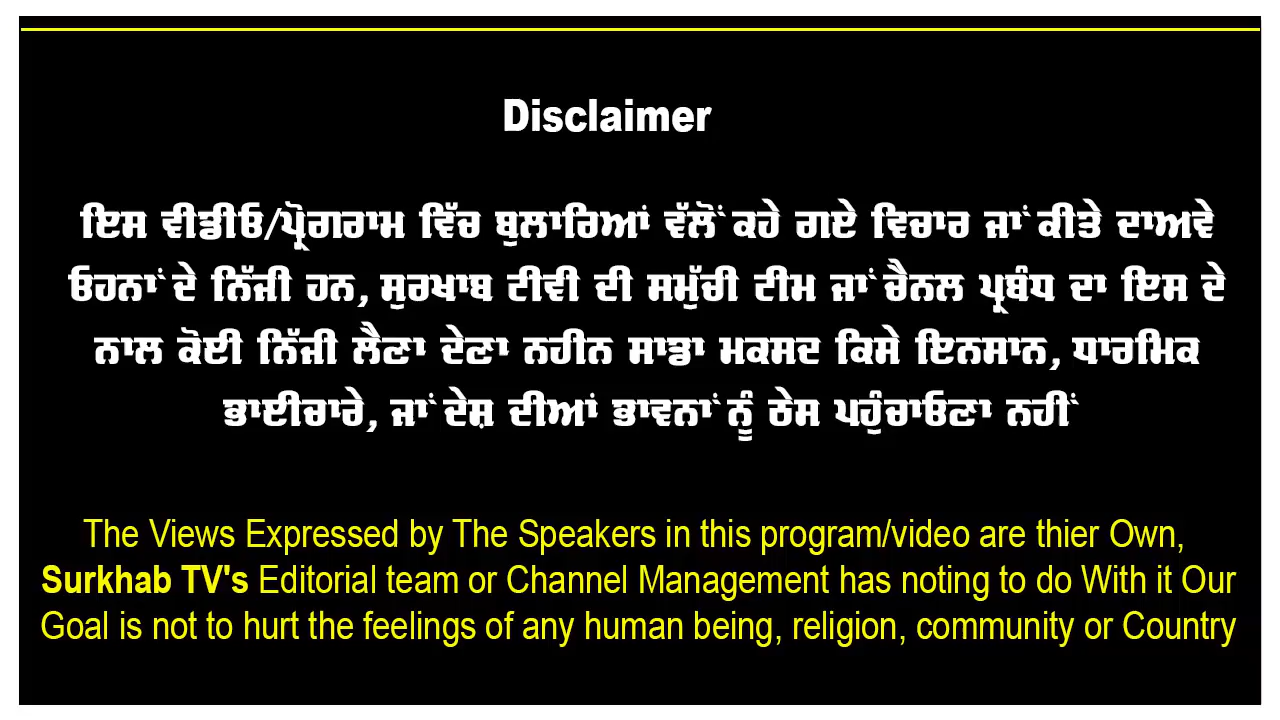 Disclaimer
ਇਸ ਵੀਡੀਓ/ਪ੍ਰੋਗਰਾਮ ਵਿੱਚ ਬੁਲਾਰਿਆਂ ਵੱਲੋਂ ਕਹੇ ਗਏ ਵਿਚਾਰ ਜਾਂ ਕੀਤੇ ਦਾਅਵੇ
ਓਹਨਾਂ ਦੇ ਨਿੱਜੀ ਹਨ, ਸੁਰਖਾਬ ਟੀਵੀ ਦੀ ਸਮੁੱਚੀ ਟੀਮ ਜਾਂ ਚੈਨਲ ਪ੍ਰਬੰਧ ਦਾ ਇਸ ਦੇ
ਨਾਲ ਕੋਈ ਨਿੱਜੀ ਲੈਣਾ ਦੇਣਾ ਨਹੀਨ ਸਾਡਾ ਮਕਸਦ ਕਿਸੇ ਇਨਸਾਨ, ਧਾਰਮਿਕ
ਭਾਈਚਾਰੇ, ਜਾਂ ਦੇਸ਼ ਦੀਆਂ ਭਾਵਨਾਂ ਨੂੰ ਠੇਸ ਪਹੁੰਚਾਓਣਾ ਨਹੀਂ
The Views Expressed by The Speakers in this program/video are thier Own,
Surkhab TV's Editorial team or Channel Management has noting to do With it Our
Goal is not to hurt the feelings of any human being, religion, community or Country